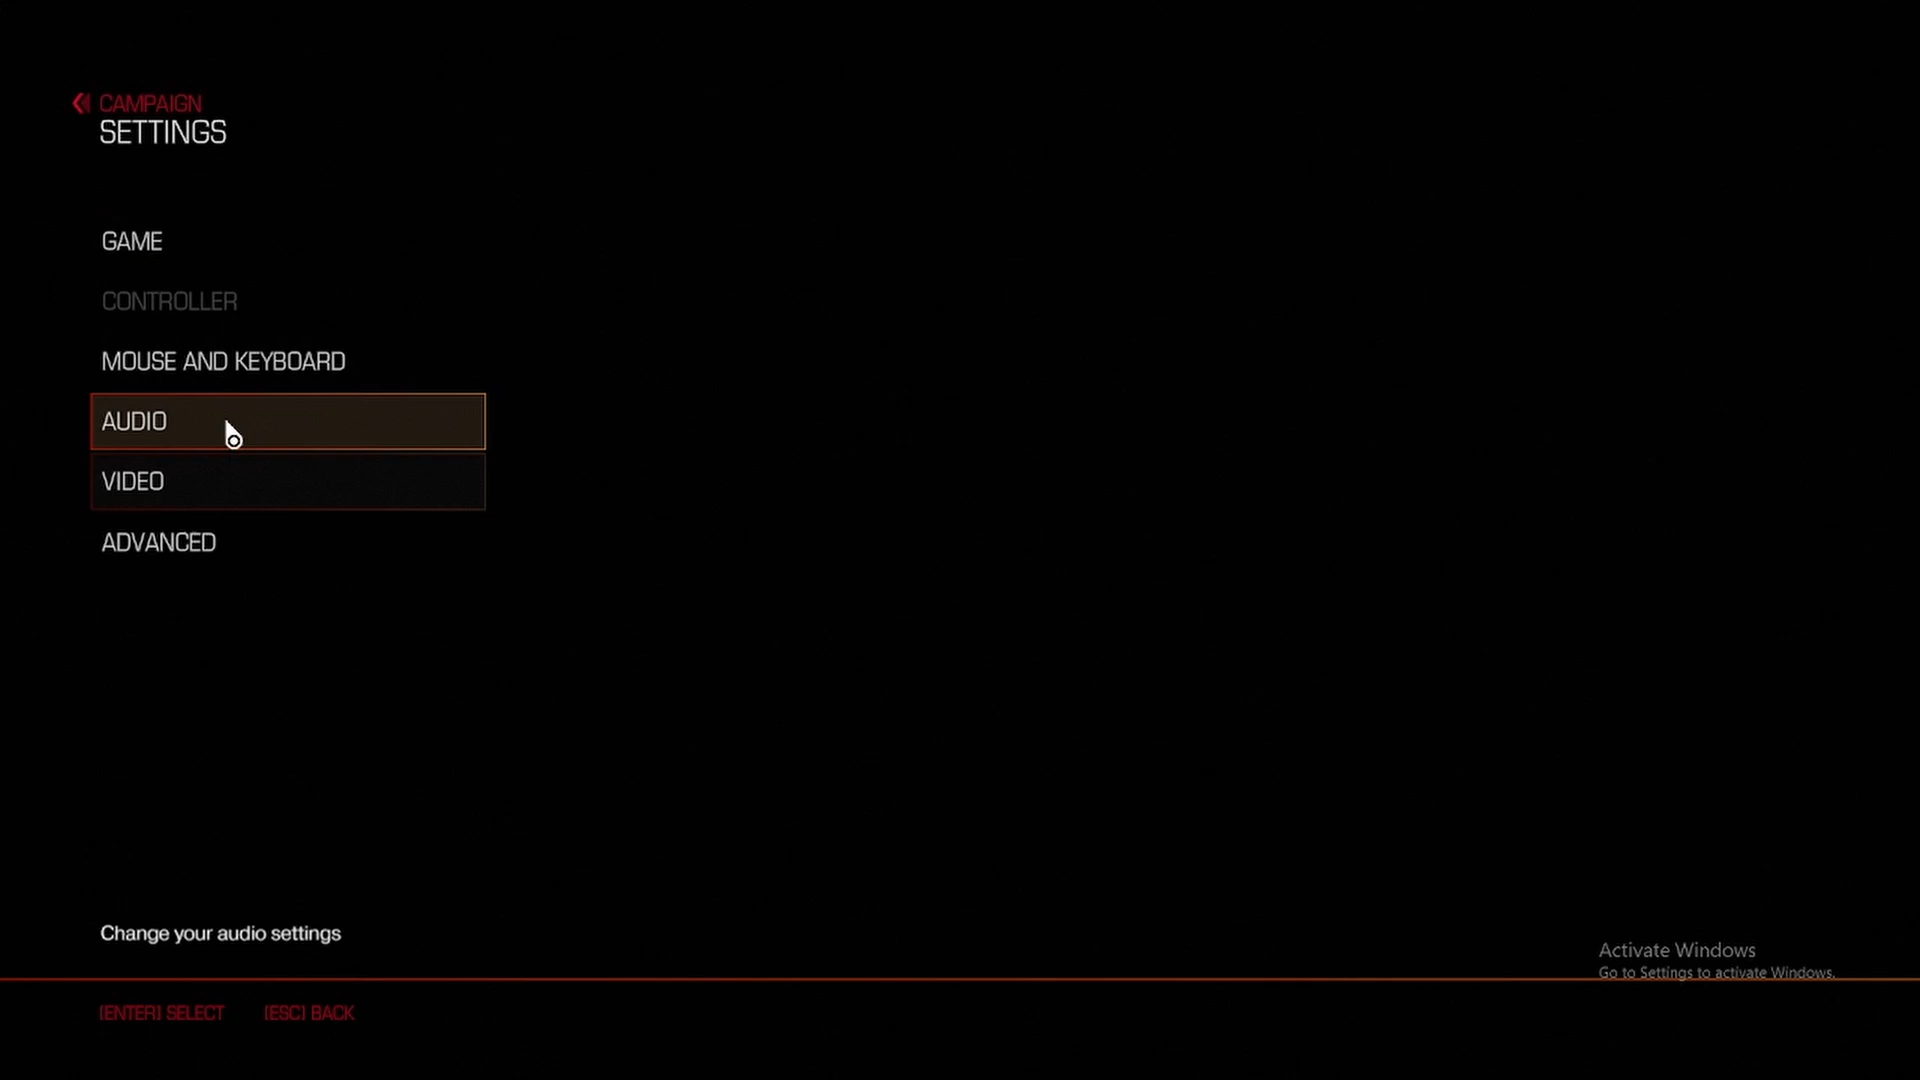 CAMPAIGN
SETTINGS
GAME
CONTROLLER
MOUSE AND KEYBOARD
AUDIO
VIDEO
ADVANCED
Change your audio settings
Activate Windows
Go to Settings to activate Windows.
[ENTER] SELECT [ESC] BACK